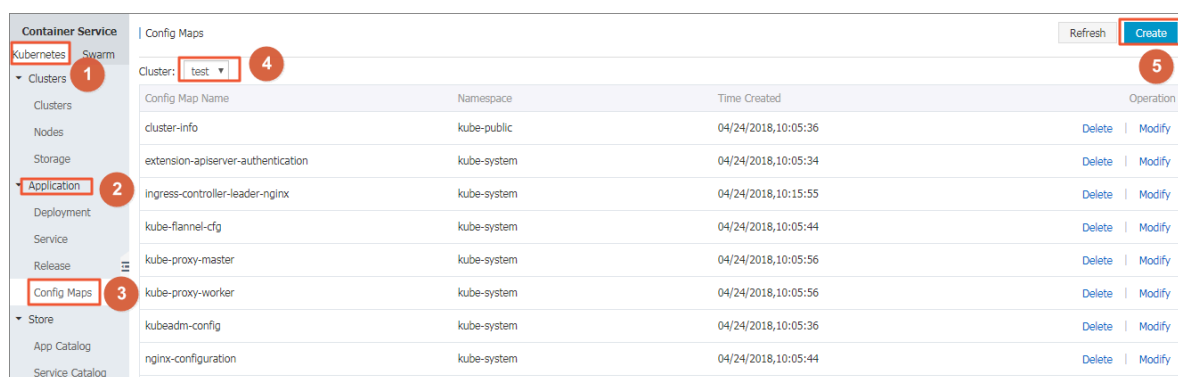 Container Service
Kubernetes Swarm
1
Clusters
Clusters
Nodes
Storage
Application
2
Deployment
Service
Release
Config Maps
3
Store
App Catalog
Service Catalog
Config Maps
Refresh Create
5
Cluster: test
4
Config Map Name Namespace Time Created Operation
cluster-info kube-public 04/24/2018,10:05:36 Delete | Modify
extension-apiserver-authentication kube-system 04/24/2018,10:05:34 Delete | Modify
ingress-controller-leader-nginx kube-system 04/24/2018,10:15:55 Delete | Modify
kube-flannel-cfg kube-system 04/24/2018,10:05:44 Delete | Modify
kube-proxy-master kube-system 04/24/2018,10:05:56 Delete | Modify
kube-proxy-worker kube-system 04/24/2018,10:05:56 Delete | Modify
kubeadm-config kube-system 04/24/2018,10:05:36 Delete | Modify
nginx-configuration kube-system 04/24/2018,10:05:44 Delete | Modify